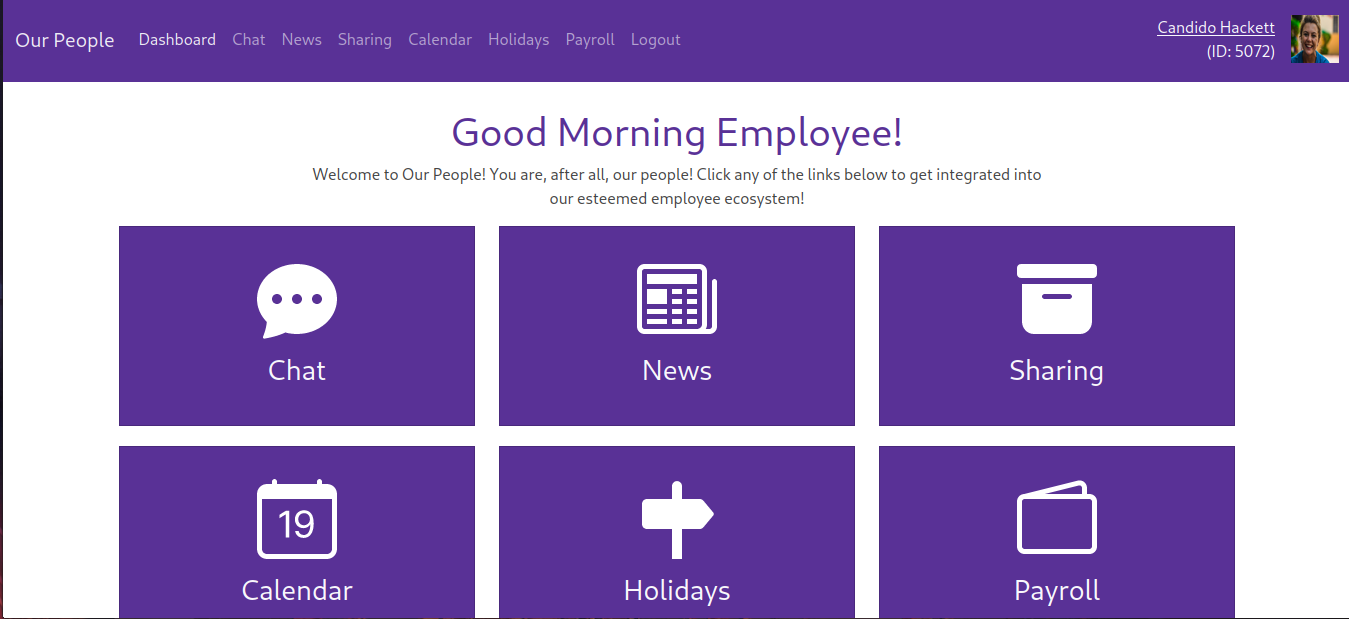 Our People Dashboard Chat News Sharing Calendar Holidays Payroll Logout
Candido Hackett
(ID: 5072)
Good Morning Employee!
Welcome to Our People! You are, after all, our people! Click any of the links below to get integrated into
our esteemed employee ecosystem!
Chat
News
Sharing
19
Calendar
Holidays
Payroll